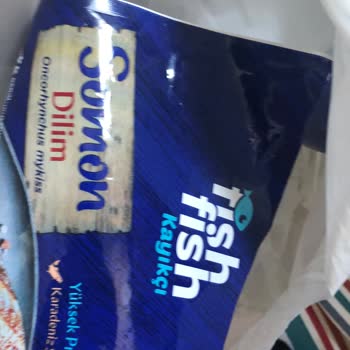 Somon
Dilim
Oncorhynchus mykiss
fish
fish
Kayıkçı
Yüksek
Karadeniz